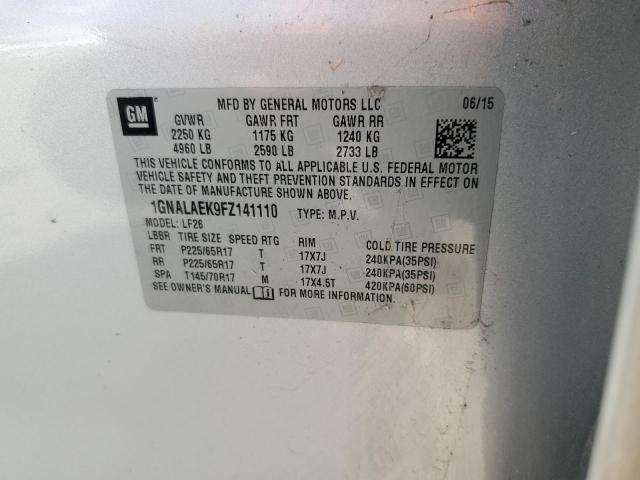 GM
MFD BY GENERAL MOTORS LLC 06/15
GVWR GAWR FRT GAWR RR
2250 KG 1175 KG 1240 KG
4960 LB 2590 LB 2733 LB
THIS VEHICLE CONFORMS TO ALL APPLICABLE U.S. FEDERAL MOTOR
VEHICLE SAFETY AND THEFT PREVENTION STANDARDS IN EFFECT ON
THE DATE OF MANUFACTURE SHOWN ABOVE.
1GNALAEK9FZ141110 TYPE: M.P.V.
MODEL: LF26
LBBR TIRE SIZE SPEED RTG RIM COLD TIRE PRESSURE
FRT P225/65R17 T 17X7J 240KPA(35PSI)
RR P225/65R17 T 17X7J 240KPA(35PSI)
SPA T145/70R17 M 17X4.5T 420KPA(60PSI)
SEE OWNER'S MANUAL FOR MORE INFORMATION.